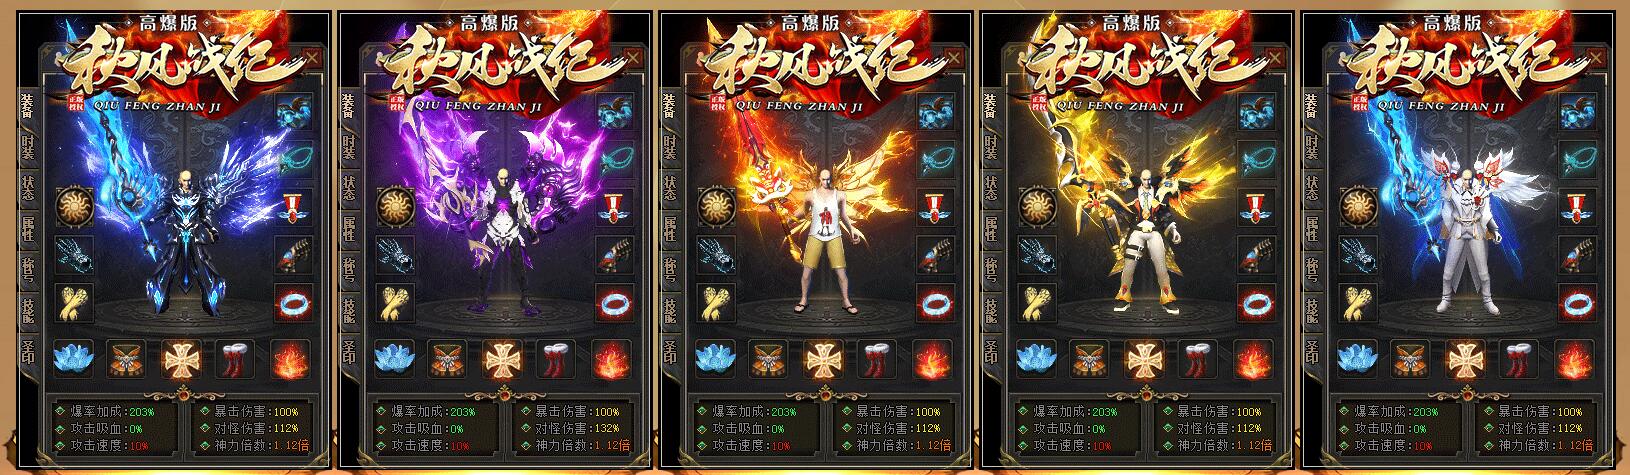 高爆版
秋风战纪
正版授权
QIU FENG ZHAN JI
装备
时装
状态
属性
称号
技能
圣印
爆率加成:203%
暴击伤害:100%
攻击吸血:0%
对怪伤害:112%
攻击速度:10%
神力倍数:1.12倍
高爆版
秋风战纪
正版授权
QIU FENG ZHAN JI
装备
时装
状态
属性
称号
技能
圣印
爆率加成:203%
暴击伤害:100%
攻击吸血:0%
对怪伤害:132%
攻击速度:10%
神力倍数:1.12倍
高爆版
秋风战纪
正版授权
QIU FENG ZHAN JI
装备
时装
状态
属性
称号
技能
圣印
爆率加成:203%
暴击伤害:100%
攻击吸血:0%
对怪伤害:112%
攻击速度:10%
神力倍数:1.12倍
高爆版
秋风战纪
正版授权
QIU FENG ZHAN JI
装备
时装
状态
属性
称号
技能
圣印
爆率加成:203%
暴击伤害:100%
攻击吸血:0%
对怪伤害:112%
攻击速度:10%
神力倍数:1.12倍
高爆版
秋风战纪
正版授权
QIU FENG ZHAN JI
装备
时装
状态
属性
称号
技能
圣印
爆率加成:203%
暴击伤害:100%
攻击吸血:0%
对怪伤害:112%
攻击速度:10%
神力倍数:1.12倍